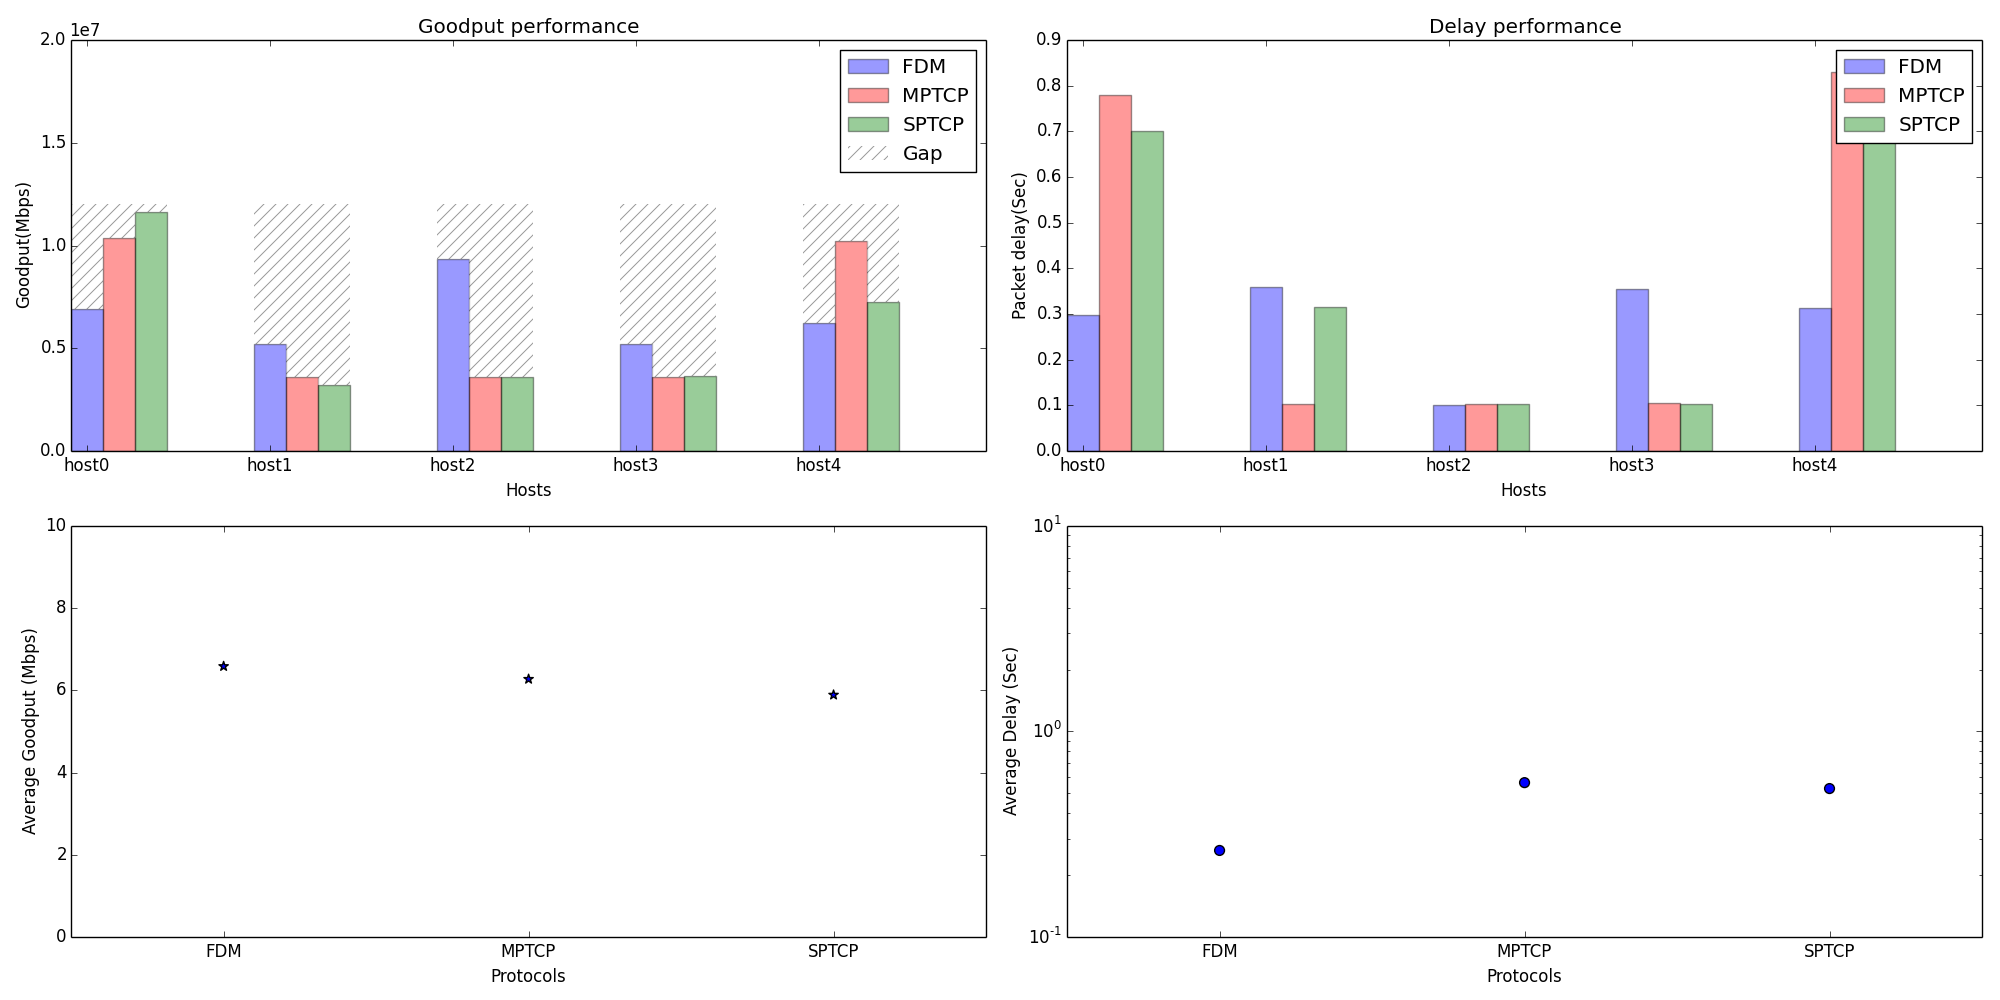 Goodput performance
1e7
2.0
1.5
1.0
0.5
0.0
Goodput(Mbps)
FDM
MPTCP
SPTCP
Gap
host0 host1 host2 host3 host4
Hosts
Delay performance
0.9
0.8
0.7
0.6
0.5
0.4
0.3
0.2
0.1
0.0
Packet delay(Sec)
FDM
MPTCP
SPTCP
host0 host1 host2 host3 host4
Hosts
10
8
6
4
2
0
Average Goodput (Mbps)
FDM MPTCP SPTCP
Protocols
10^1
10^0
10^-1
Average Delay (Sec)
FDM MPTCP SPTCP
Protocols